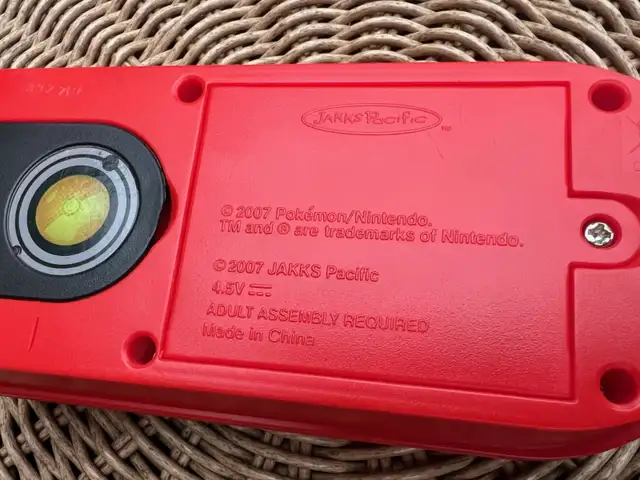 JAKKS Pacific
TM
© 2007 Pokémon/Nintendo.
TM and ® are trademarks of Nintendo.
© 2007 JAKKS Pacific
4.5V
ADULT ASSEMBLY REQUIRED
Made in China